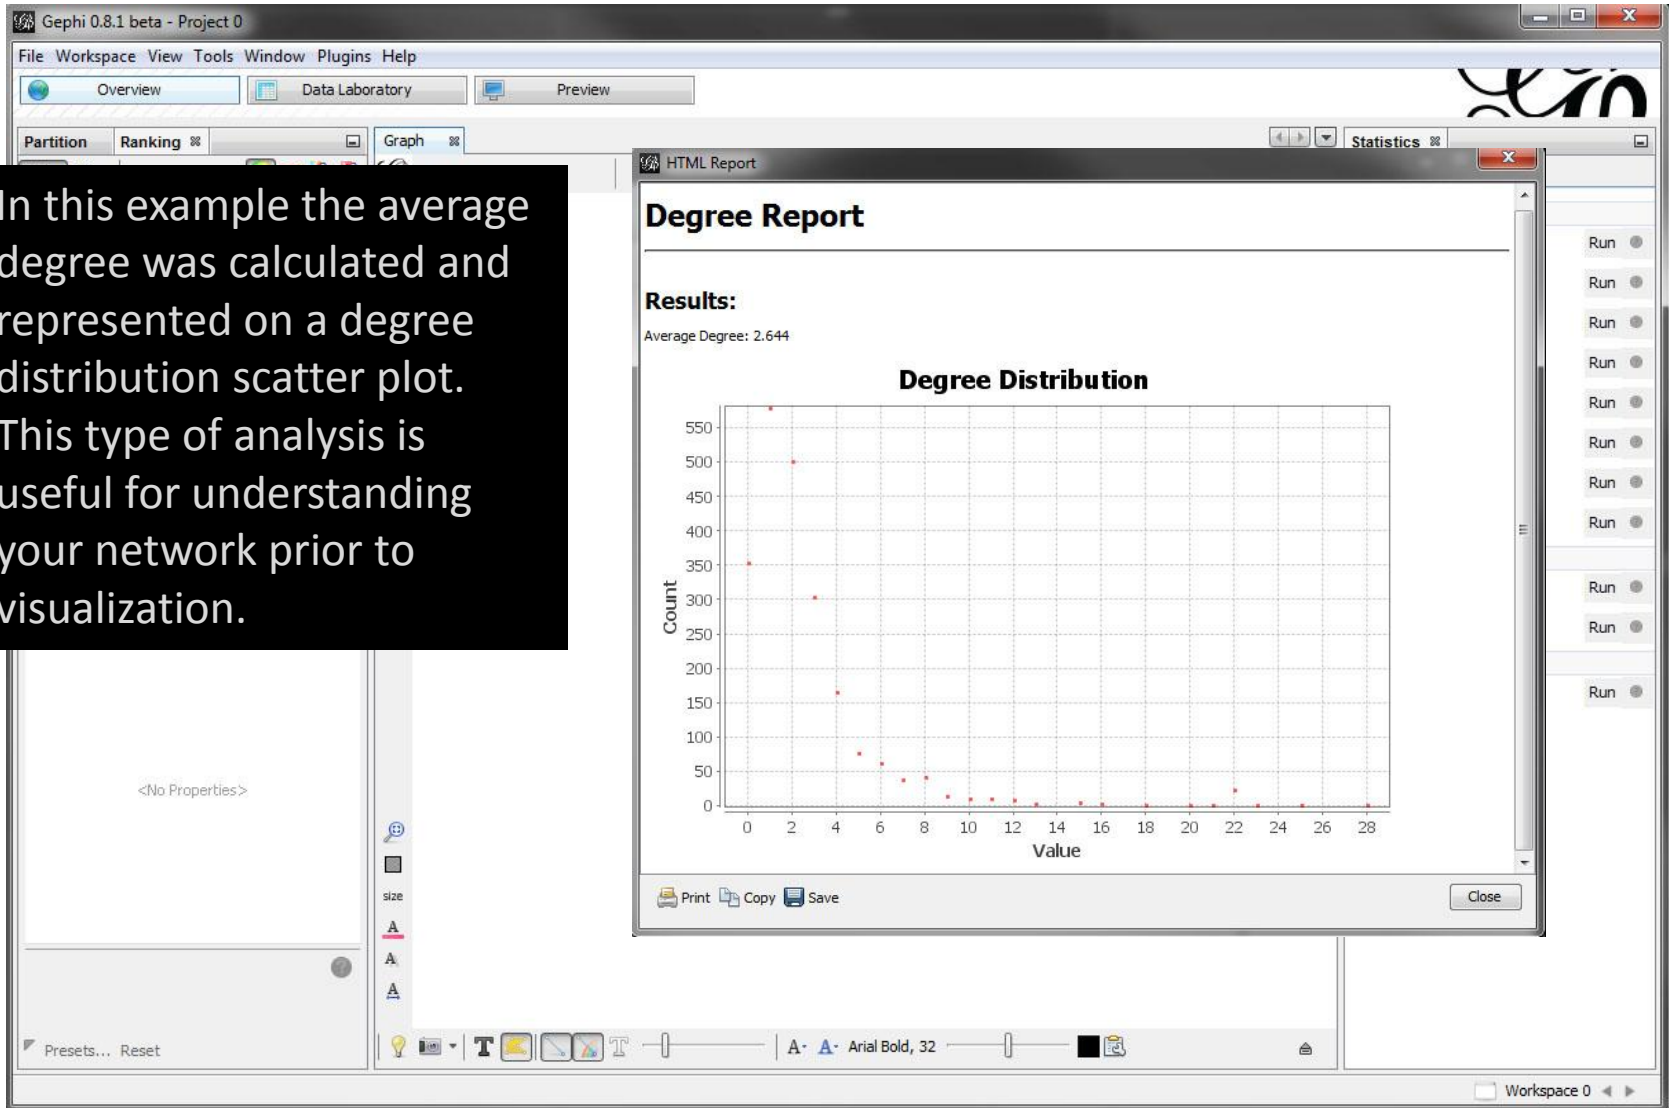 Gephi 0.8.1 beta - Project 0
File Workspace View Tools Window Plugins Help
Overview
Data Laboratory
Preview
Partition
Ranking
Graph
Statistics
In this example the average
degree was calculated and
represented on a degree
distribution scatter plot.
This type of analysis is
useful for understanding
your network prior to
visualization.
HTML Report
Degree Report
Results:
Average Degree: 2.644
Degree Distribution
550
500
450
400
350
300
250
200
150
100
50
0
Count
0 2 4 6 8 10 12 14 16 18 20 22 24 26 28
Value
Print Copy Save
Close
Run
Run
Run
Run
Run
Run
Run
Run
Run
Run
Run
<No Properties>
size
A
A
A
Presets... Reset
T
T
A- A- Arial Bold, 32
Workspace 0